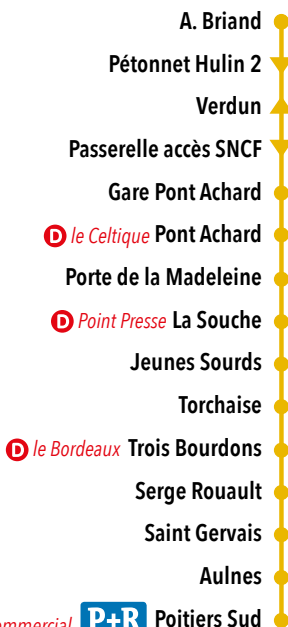 A. Briand
Pétonnet Hulin 2
Verdun
Passerelle accès SNCF
Gare Pont Achard
D le Celtique Pont Achard
Porte de la Madeleine
D Point Presse La Souche
Jeunes Sourds
Torchaise
D le Bordeaux Trois Bourdons
Serge Rouault
Saint Gervais
Aulnes
P+R Poitiers Sud